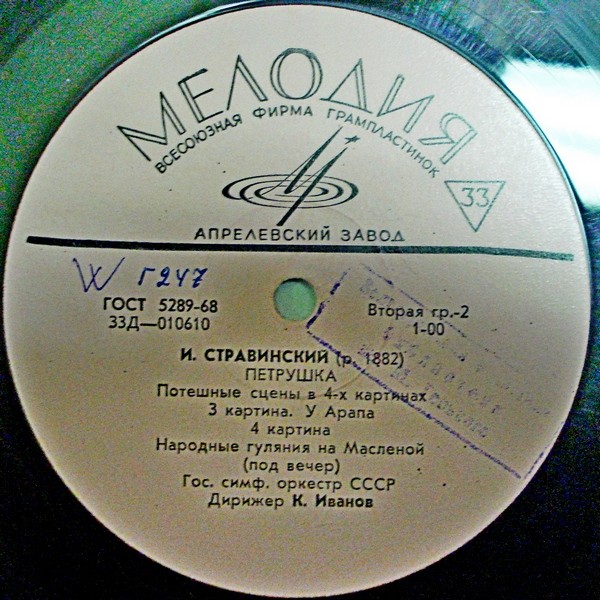 МЕЛОДИЯ
ВСЕСОЮЗНАЯ ФИРМА ГРАМПЛАСТИНОК
33
АПРЕЛЕВСКИЙ ЗАВОД
Г247
ГОСТ 5289-68
33Д—010610
Вторая гр.-2
1-00
И. СТРАВИНСКИЙ (р. 1882)
ПЕТРУШКА
Потешные сцены в 4-х картинах
3 картина. У Арапа
4 картина
Народные гуляния на Масленой
(под вечер)
Гос. симф. оркестр СССР
Дирижер К. Иванов